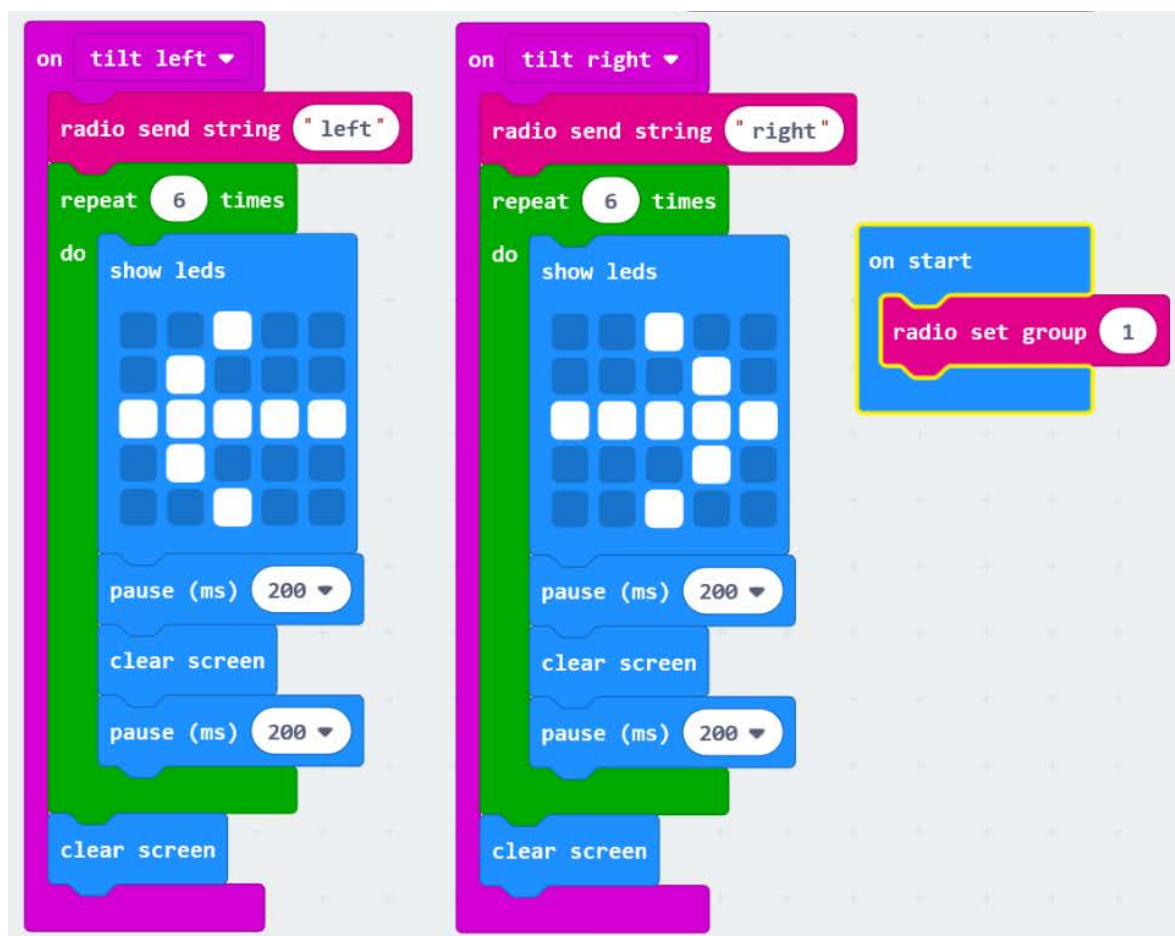 on tilt left
radio send string "left"
repeat 6 times
do
show leds
pause (ms) 200
clear screen
pause (ms) 200
clear screen
on tilt right
radio send string "right"
repeat 6 times
do
show leds
pause (ms) 200
clear screen
pause (ms) 200
clear screen
on start
radio set group 1